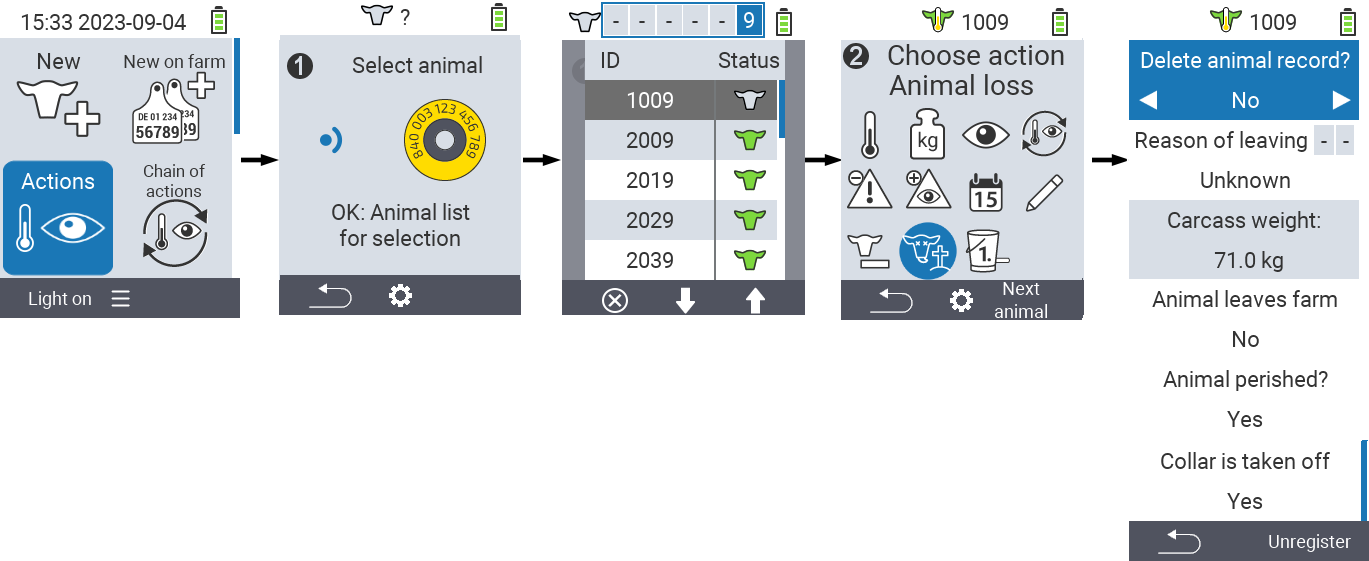 15:33 2023-09-04
New
New on farm
DE 01 234
56789
234
39
Actions
Chain of
actions
Light on
?
1
Select animal
840 003 123 456 789
OK: Animal list
for selection
- - - - - 9
ID Status
1009
2009
2019
2029
2039
1009
2 Choose action
Animal loss
kg
15
1.
Next
animal
1009
Delete animal record?
No
Reason of leaving - -
Unknown
Carcass weight:
71.0 kg
Animal leaves farm
No
Animal perished?
Yes
Collar is taken off
Yes
Unregister